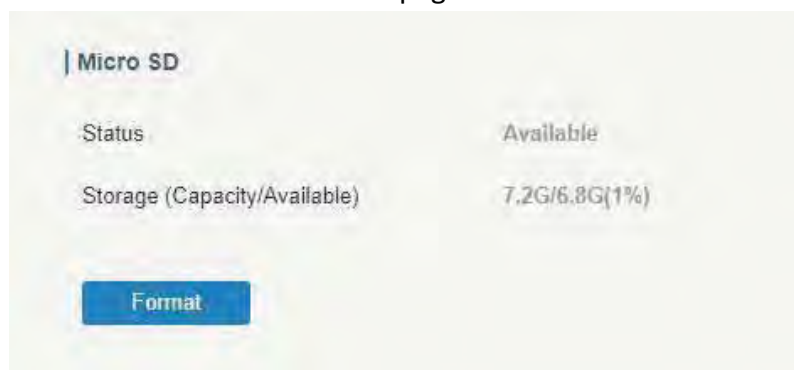 Micro SD
Status Available
Storage (Capacity/Available) 7.2G/6.8G(1%)
Format